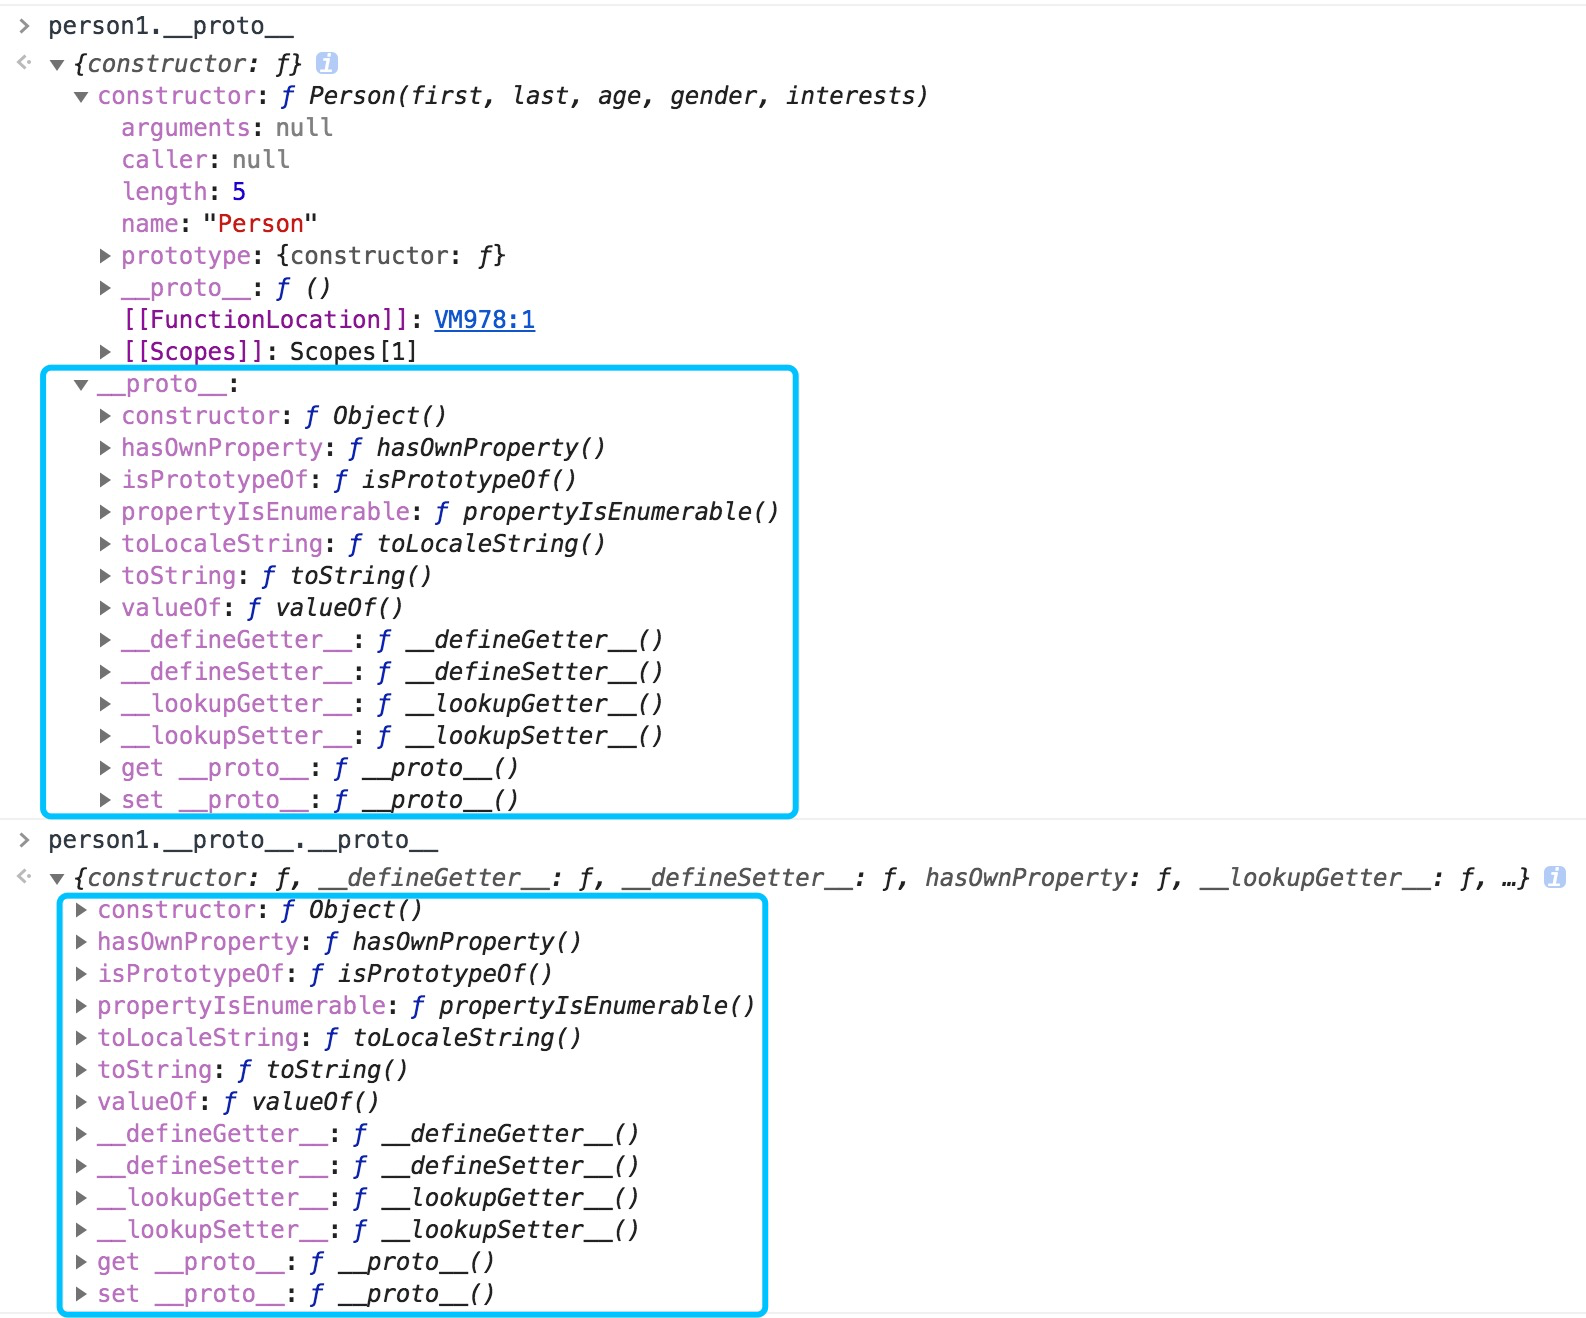 person1.__proto__
{constructor: ƒ} i
constructor: ƒ Person(first, last, age, gender, interests)
arguments: null
caller: null
length: 5
name: "Person"
prototype: {constructor: ƒ}
__proto__: ƒ ()
[[FunctionLocation]]: VM978:1
[[Scopes]]: Scopes[1]
__proto__:
constructor: ƒ Object()
hasOwnProperty: ƒ hasOwnProperty()
isPrototypeOf: ƒ isPrototypeOf()
propertyIsEnumerable: ƒ propertyIsEnumerable()
toLocaleString: ƒ toLocaleString()
toString: ƒ toString()
valueOf: ƒ valueOf()
__defineGetter__: ƒ __defineGetter__()
__defineSetter__: ƒ __defineSetter__()
__lookupGetter__: ƒ __lookupGetter__()
__lookupSetter__: ƒ __lookupSetter__()
get __proto__: ƒ __proto__()
set __proto__: ƒ __proto__()
person1.__proto__.__proto__
{constructor: ƒ, __defineGetter__: ƒ, __defineSetter__: ƒ, hasOwnProperty: ƒ, __lookupGetter__: ƒ, …} i
constructor: ƒ Object()
hasOwnProperty: ƒ hasOwnProperty()
isPrototypeOf: ƒ isPrototypeOf()
propertyIsEnumerable: ƒ propertyIsEnumerable()
toLocaleString: ƒ toLocaleString()
toString: ƒ toString()
valueOf: ƒ valueOf()
__defineGetter__: ƒ __defineGetter__()
__defineSetter__: ƒ __defineSetter__()
__lookupGetter__: ƒ __lookupGetter__()
__lookupSetter__: ƒ __lookupSetter__()
get __proto__: ƒ __proto__()
set __proto__: ƒ __proto__()